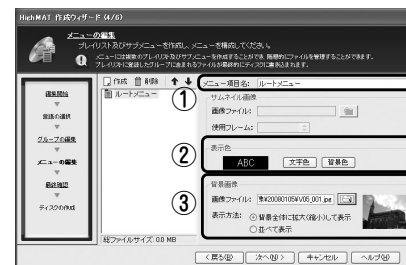 HighMAT 作成ウィザード (4/6)
メニューの編集
プレイリスト及びサブメニューを作成し、メニューを構成してください。
メニューには複数のプレイリスト及びサブメニューを作成することができ、階層的にファイルを管理することができます。
プレイリストに登録したグループに含まれるファイルが最終的にディスクに書き込まれます。
編集開始
言語の選択
グループの編集
メニューの編集
最終確認
ディスクの作成
作成 削除
ルートメニュー
総ファイルサイズ: 0.0 MB
①
メニュー項目名: ルートメニュー
サムネイル画像
画像ファイル:
使用フレーム:
②
表示色
ABC 文字色 背景色
③
背景画像
画像ファイル: 集¥20080105¥V05_001.jpg
表示方法: 背景全体に拡大(縮小)して表示
並べて表示
< 戻る(B) 次へ(N) > キャンセル ヘルプ(H)